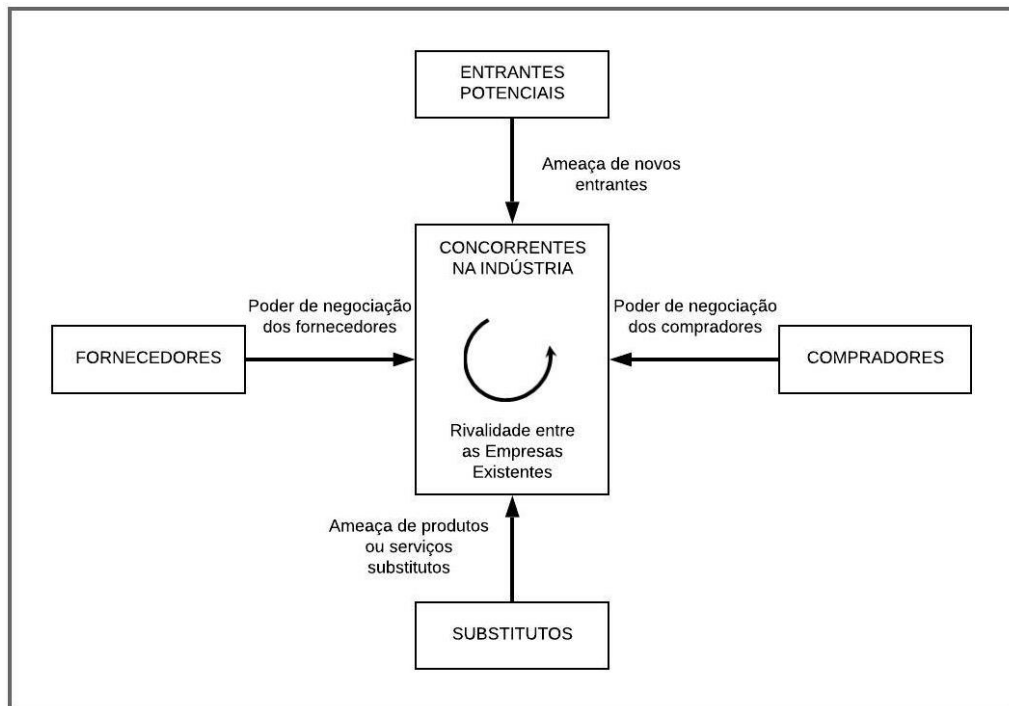 ENTRANTES
POTENCIAIS
Ameaça de novos
entrantes
CONCORRENTES
NA INDÚSTRIA
Poder de negociação
dos fornecedores
Poder de negociação
dos compradores
FORNECEDORES
COMPRADORES
Rivalidade entre
as Empresas
Existentes
Ameaça de produtos
ou serviços
substitutos
SUBSTITUTOS